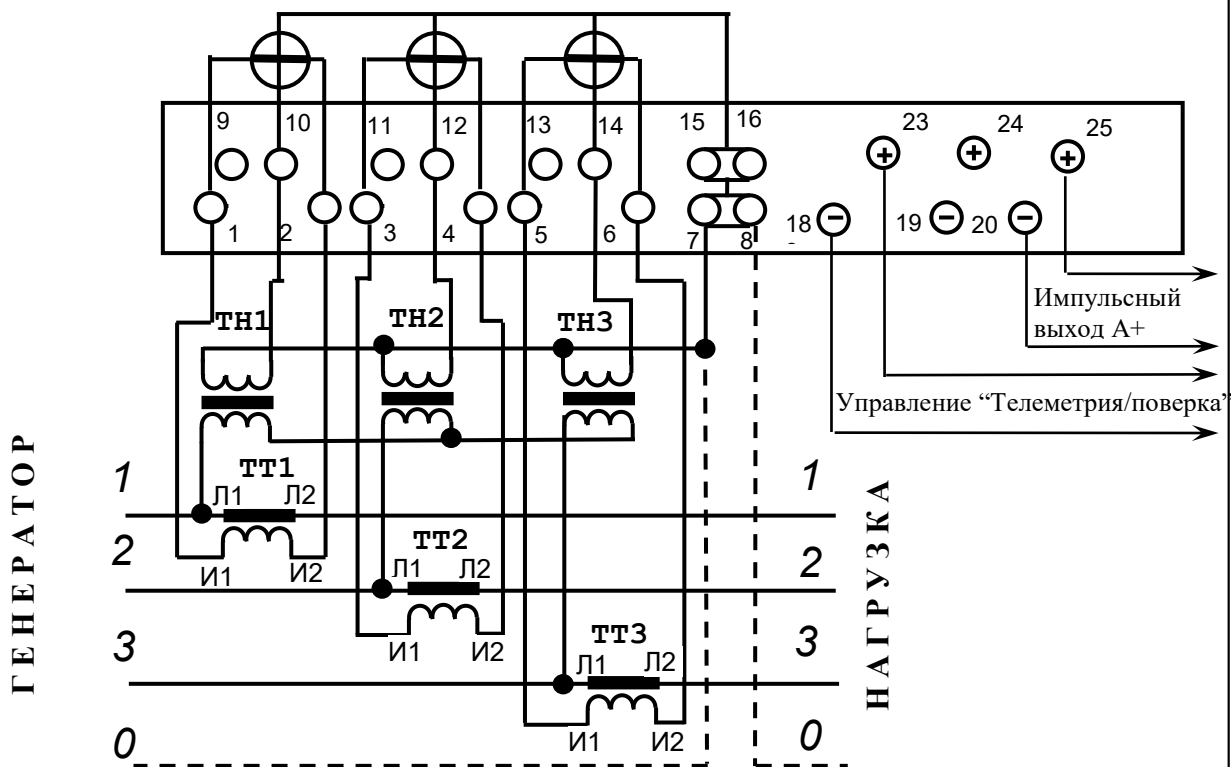 9 10 11 12 13 14 15 16 23 24 25
1 2 3 4 5 6 7 8 18 19 20
ТН1 ТН2 ТН3
Импульсный
выход А+
Управление “Телеметрия/поверка”
ГЕНЕРАТОР
НАГРУЗКА
1 ТТ1 1
Л1 Л2
2 И1 И2 ТТ2 2
Л1 Л2
3 И1 И2 ТТ3 3
Л1 Л2
0 И1 И2 0